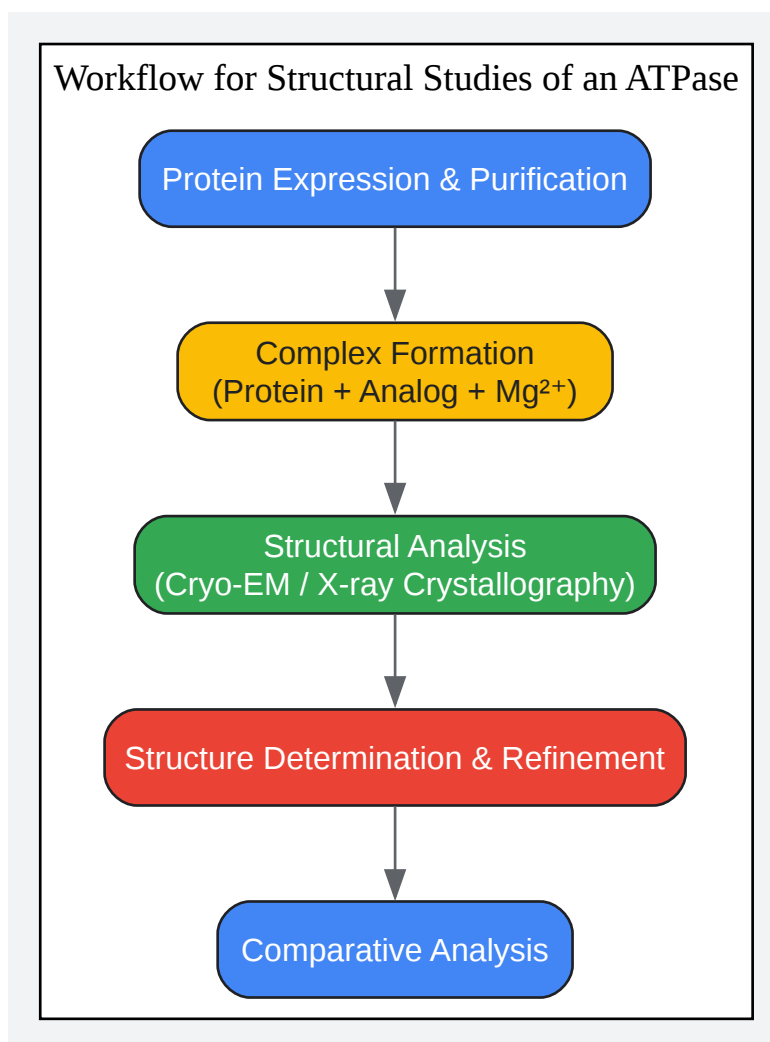 Workflow for Structural Studies of an ATPase
Protein Expression & Purification
Complex Formation
(Protein + Analog + Mg²⁺)
Structural Analysis
(Cryo-EM / X-ray Crystallography)
Structure Determination & Refinement
Comparative Analysis